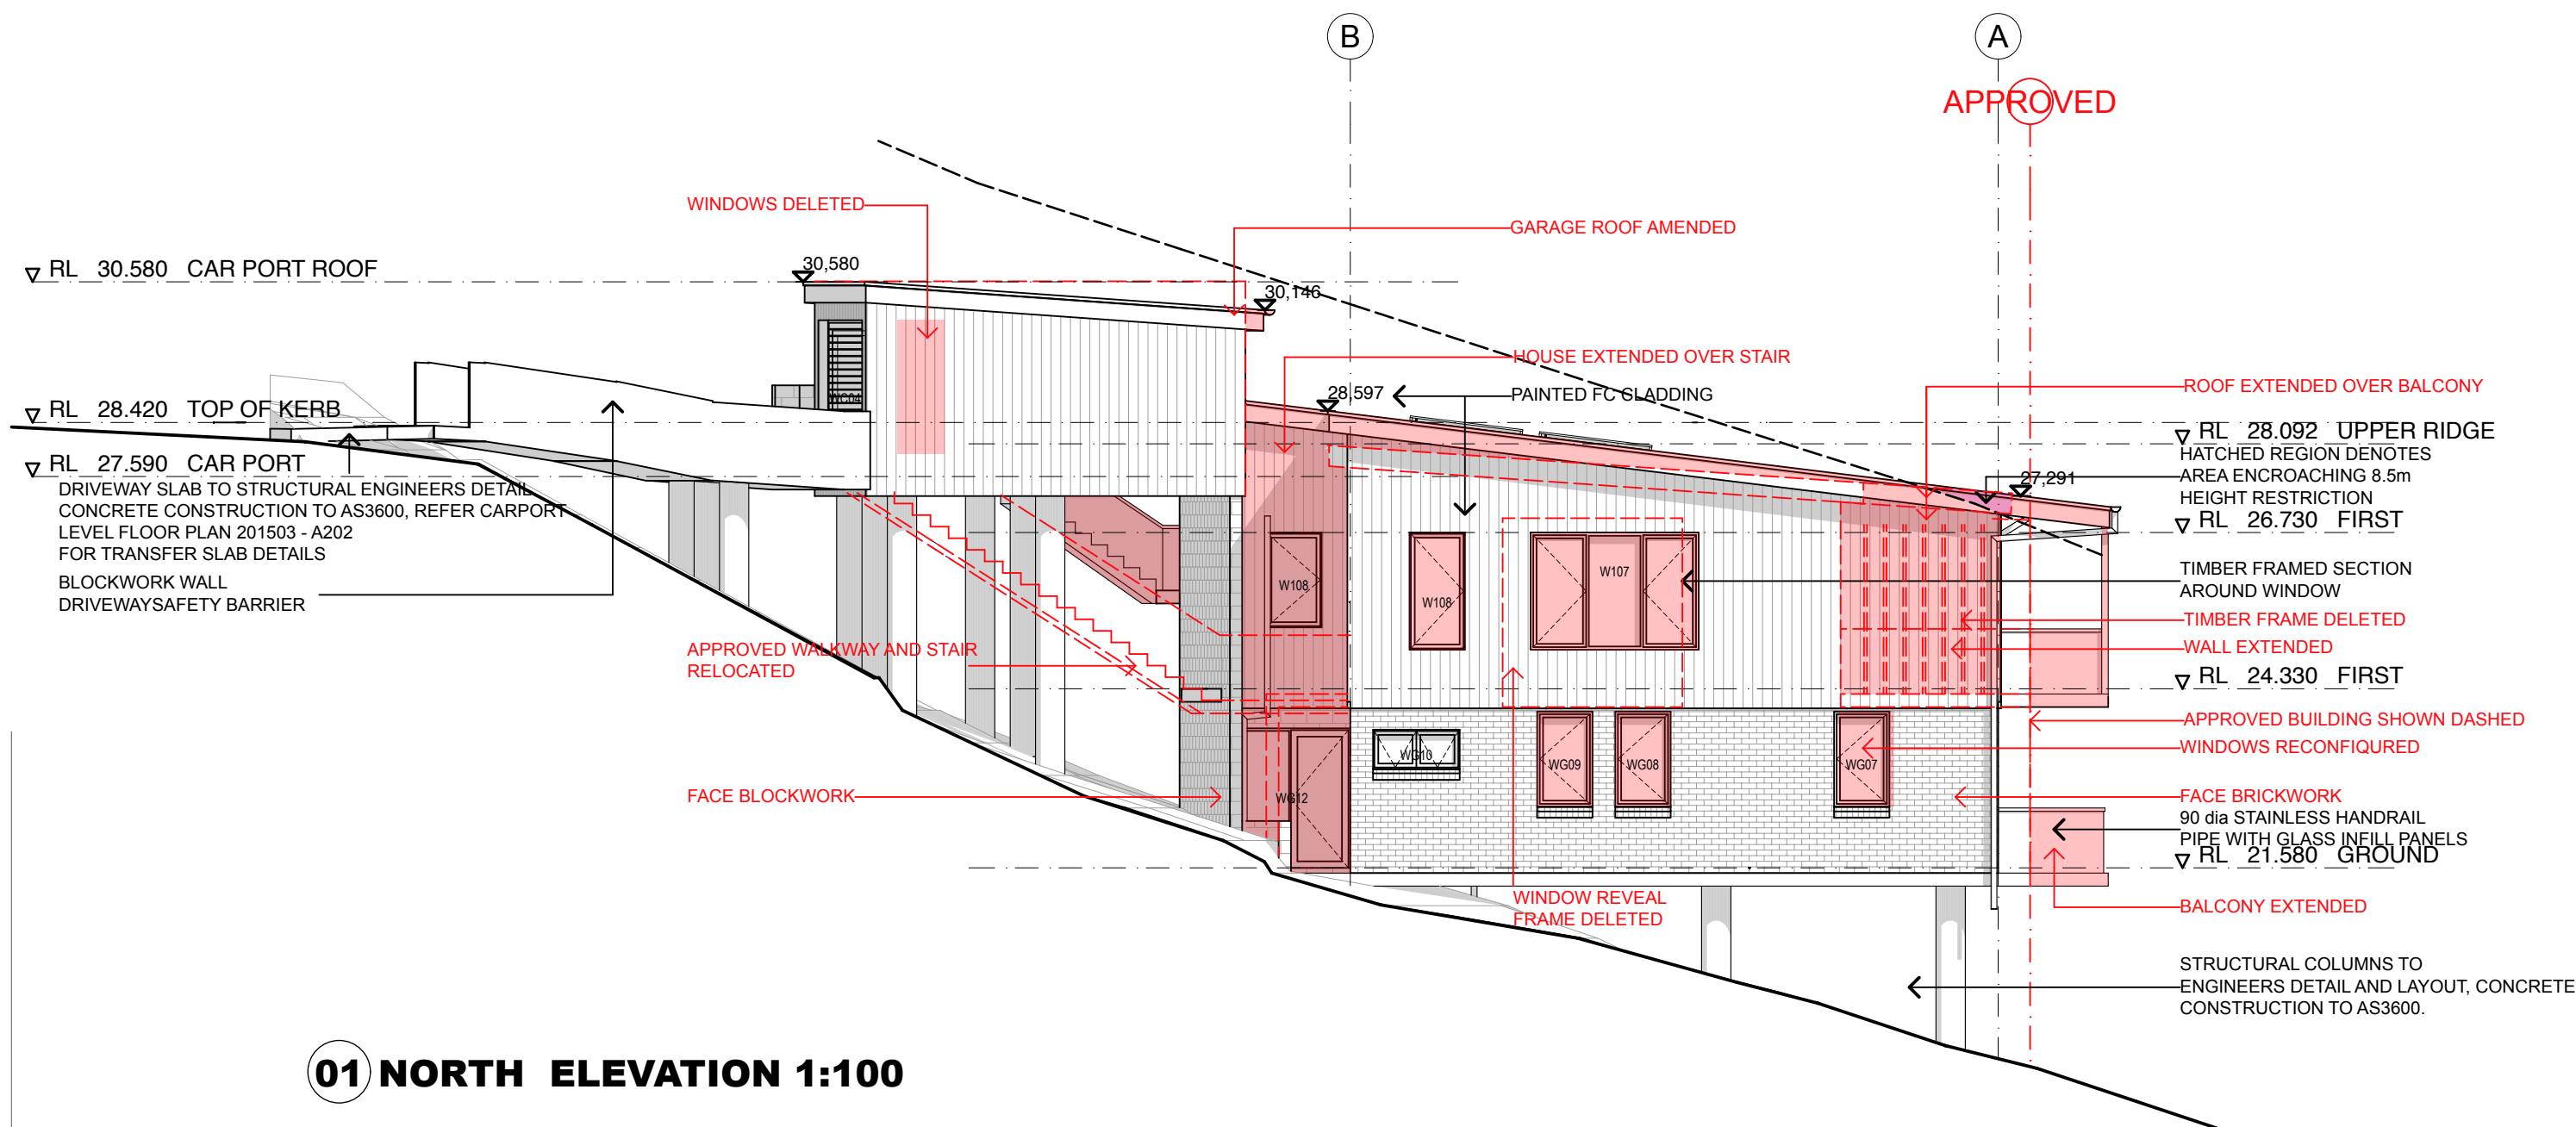 B
A
APPROVED
WINDOWS DELETED
GARAGE ROOF AMENDED
RL 30.580 CAR PORT ROOF
30,580
30,146
HOUSE EXTENDED OVER STAIR
28,597
PAINTED FC CLADDING
ROOF EXTENDED OVER BALCONY
WC04
RL 28.420 TOP OF KERB
RL 28.092 UPPER RIDGE
HATCHED REGION DENOTES
AREA ENCROACHING 8.5m
HEIGHT RESTRICTION
27,291
RL 27.590 CAR PORT
DRIVEWAY SLAB TO STRUCTURAL ENGINEERS DETAIL
CONCRETE CONSTRUCTION TO AS3600, REFER CARPORT
LEVEL FLOOR PLAN 201503 - A202
FOR TRANSFER SLAB DETAILS
RL 26.730 FIRST
BLOCKWORK WALL
DRIVEWAYSAFETY BARRIER
W108
W108
W107
TIMBER FRAMED SECTION
AROUND WINDOW
TIMBER FRAME DELETED
WALL EXTENDED
APPROVED WALKWAY AND STAIR
RELOCATED
RL 24.330 FIRST
APPROVED BUILDING SHOWN DASHED
WINDOWS RECONFIQURED
WG10
WG09
WG08
WG07
FACE BLOCKWORK
WG12
FACE BRICKWORK
90 dia STAINLESS HANDRAIL
PIPE WITH GLASS INFILL PANELS
RL 21.580 GROUND
WINDOW REVEAL
FRAME DELETED
BALCONY EXTENDED
STRUCTURAL COLUMNS TO
ENGINEERS DETAIL AND LAYOUT, CONCRETE
CONSTRUCTION TO AS3600.
01 NORTH ELEVATION 1:100